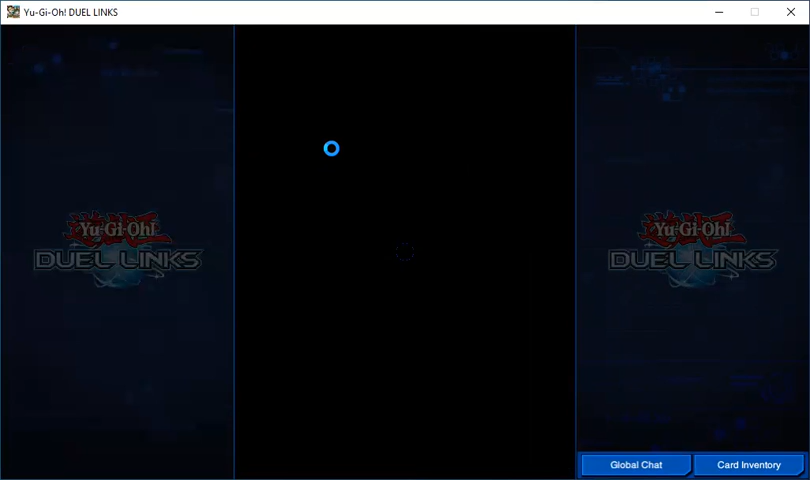 Yu-Gi-Oh! DUEL LINKS
Yu-Gi-Oh!
DUEL LINKS
Yu-Gi-Oh!
DUEL LINKS
Global Chat
Card Inventory